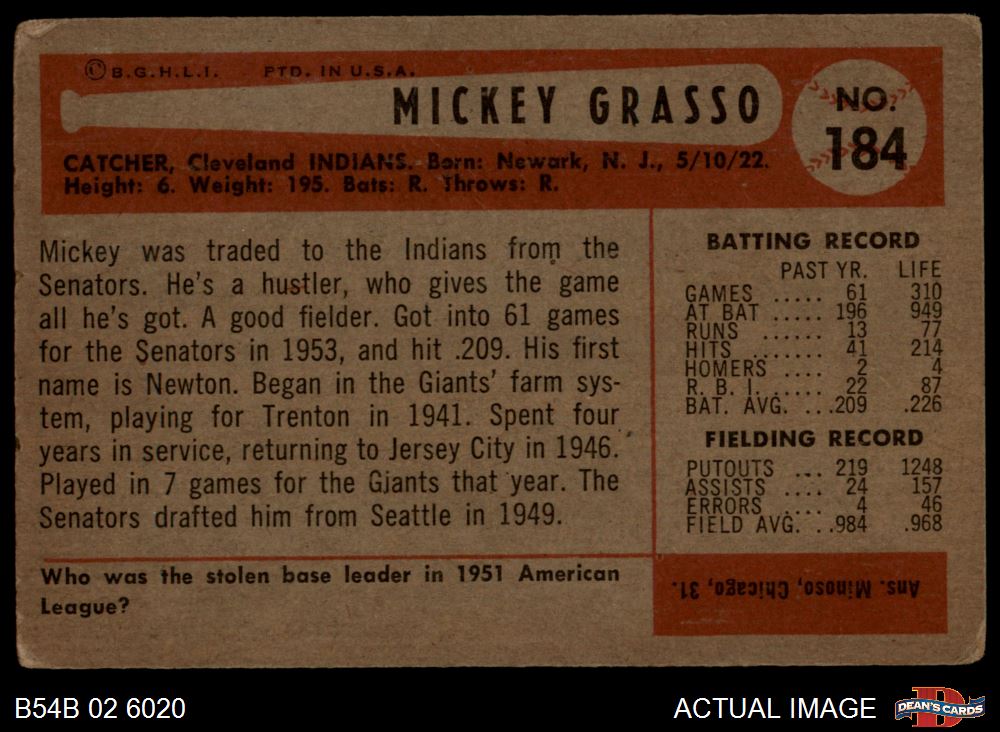 © B.G.H.L.I. PTD. IN U.S.A.
MICKEY GRASSO
NO.
184
CATCHER, Cleveland INDIANS. Born: Newark, N. J., 5/10/22.
Height: 6. Weight: 195. Bats: R. Throws: R.
Mickey was traded to the Indians from the
Senators. He's a hustler, who gives the game
all he's got. A good fielder. Got into 61 games
for the Senators in 1953, and hit .209. His first
name is Newton. Began in the Giants' farm sys-
tem, playing for Trenton in 1941. Spent four
years in service, returning to Jersey City in 1946.
Played in 7 games for the Giants that year. The
Senators drafted him from Seattle in 1949.
Who was the stolen base leader in 1951 American
League?
BATTING RECORD
PAST YR. LIFE
GAMES ..... 61 310
AT BAT ..... 196 949
RUNS ...... 13 77
HITS ....... 41 214
HOMERS .... 2 4
R. B. I. .... 22 87
BAT. AVG. ...209 .226
FIELDING RECORD
PUTOUTS ... 219 1248
ASSISTS .... 24 157
ERRORS .... 4 46
FIELD AVG. ..984 .968
Ans. Minoso, Chicago, 31.
B54B 02 6020
ACTUAL IMAGE
D
DEAN'S CARDS